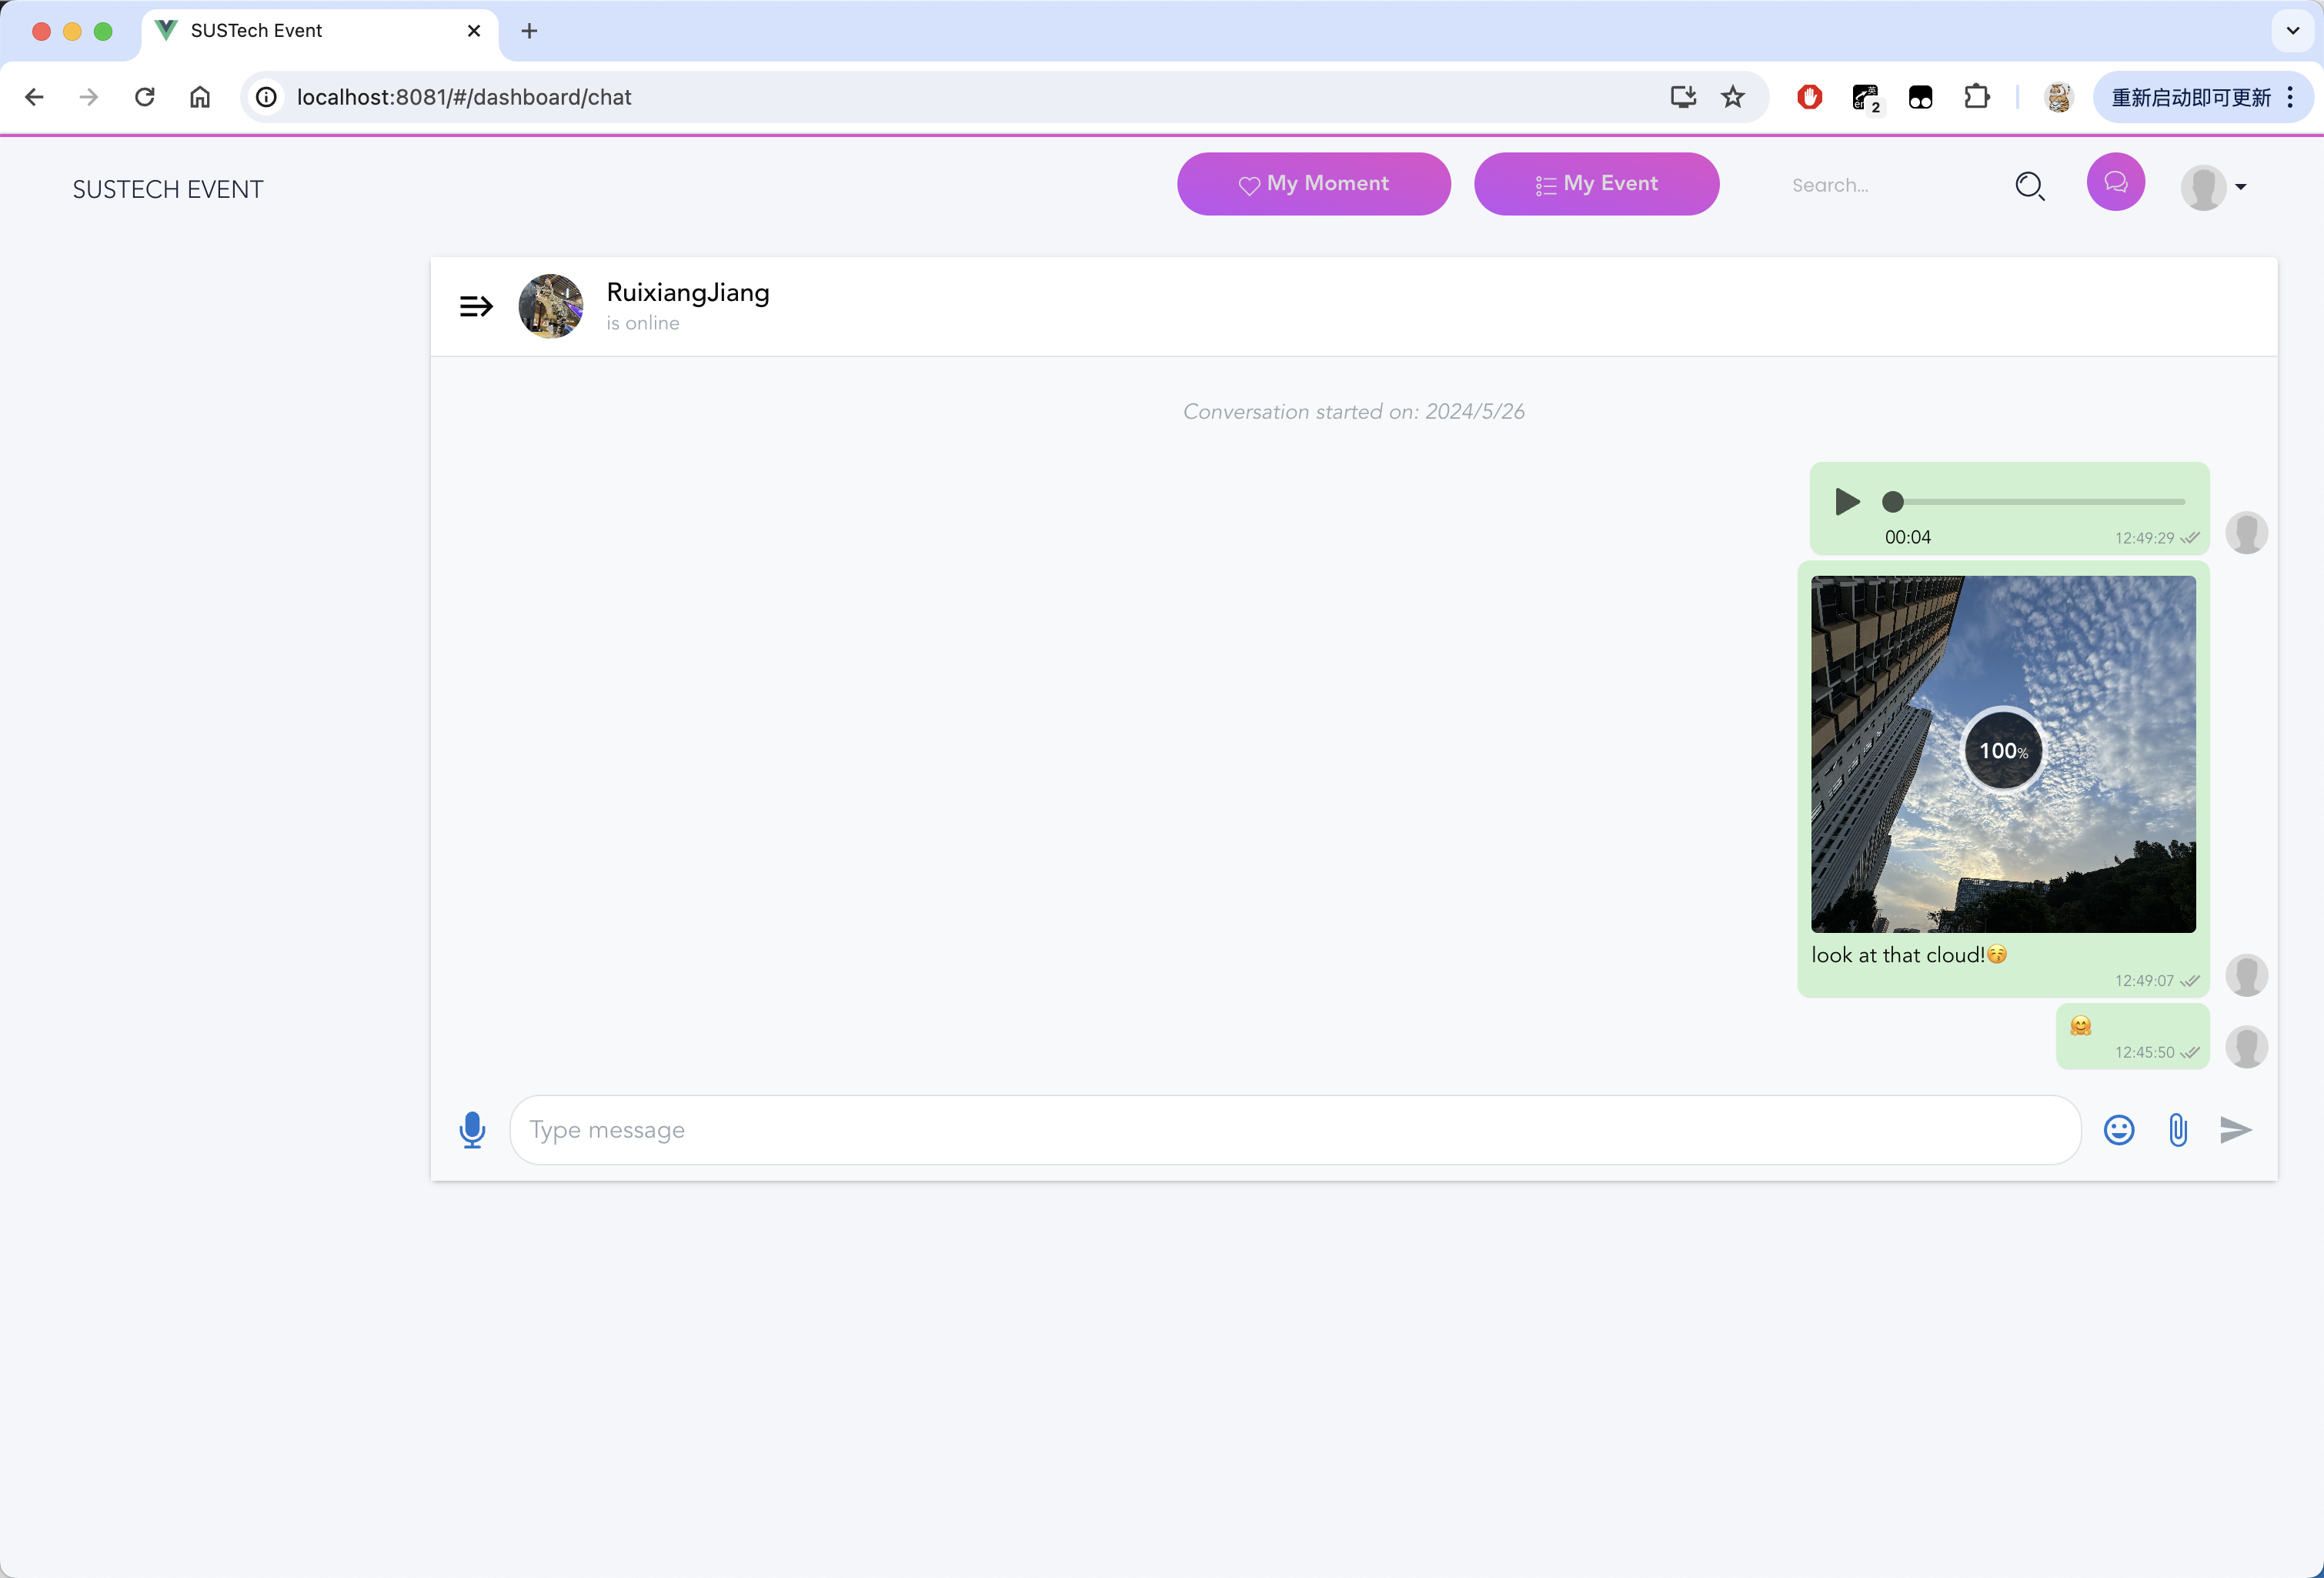 SUSTech Event
localhost:8081/#/dashboard/chat
2
重新启动即可更新
SUSTECH EVENT
My Moment
My Event
Search...
RuixiangJiang
is online
Conversation started on: 2024/5/26
00:04
12:49:29
100%
look at that cloud!😚
12:49:07
🤗
12:45:50
Type message